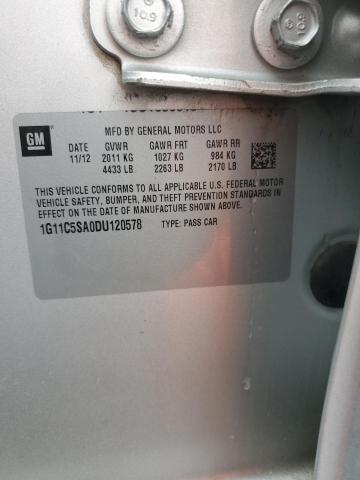 10.9
GM
MFD BY GENERAL MOTORS LLC
DATE GVWR GAWR FRT GAWR RR
11/12 2011 KG 1027 KG 984 KG
4433 LB 2263 LB 2170 LB
THIS VEHICLE CONFORMS TO ALL APPLICABLE U.S. FEDERAL MOTOR
VEHICLE SAFETY, BUMPER, AND THEFT PREVENTION STANDARDS IN
EFFECT ON THE DATE OF MANUFACTURE SHOWN ABOVE.
1G11C5SA0DU120578 TYPE: PASS CAR